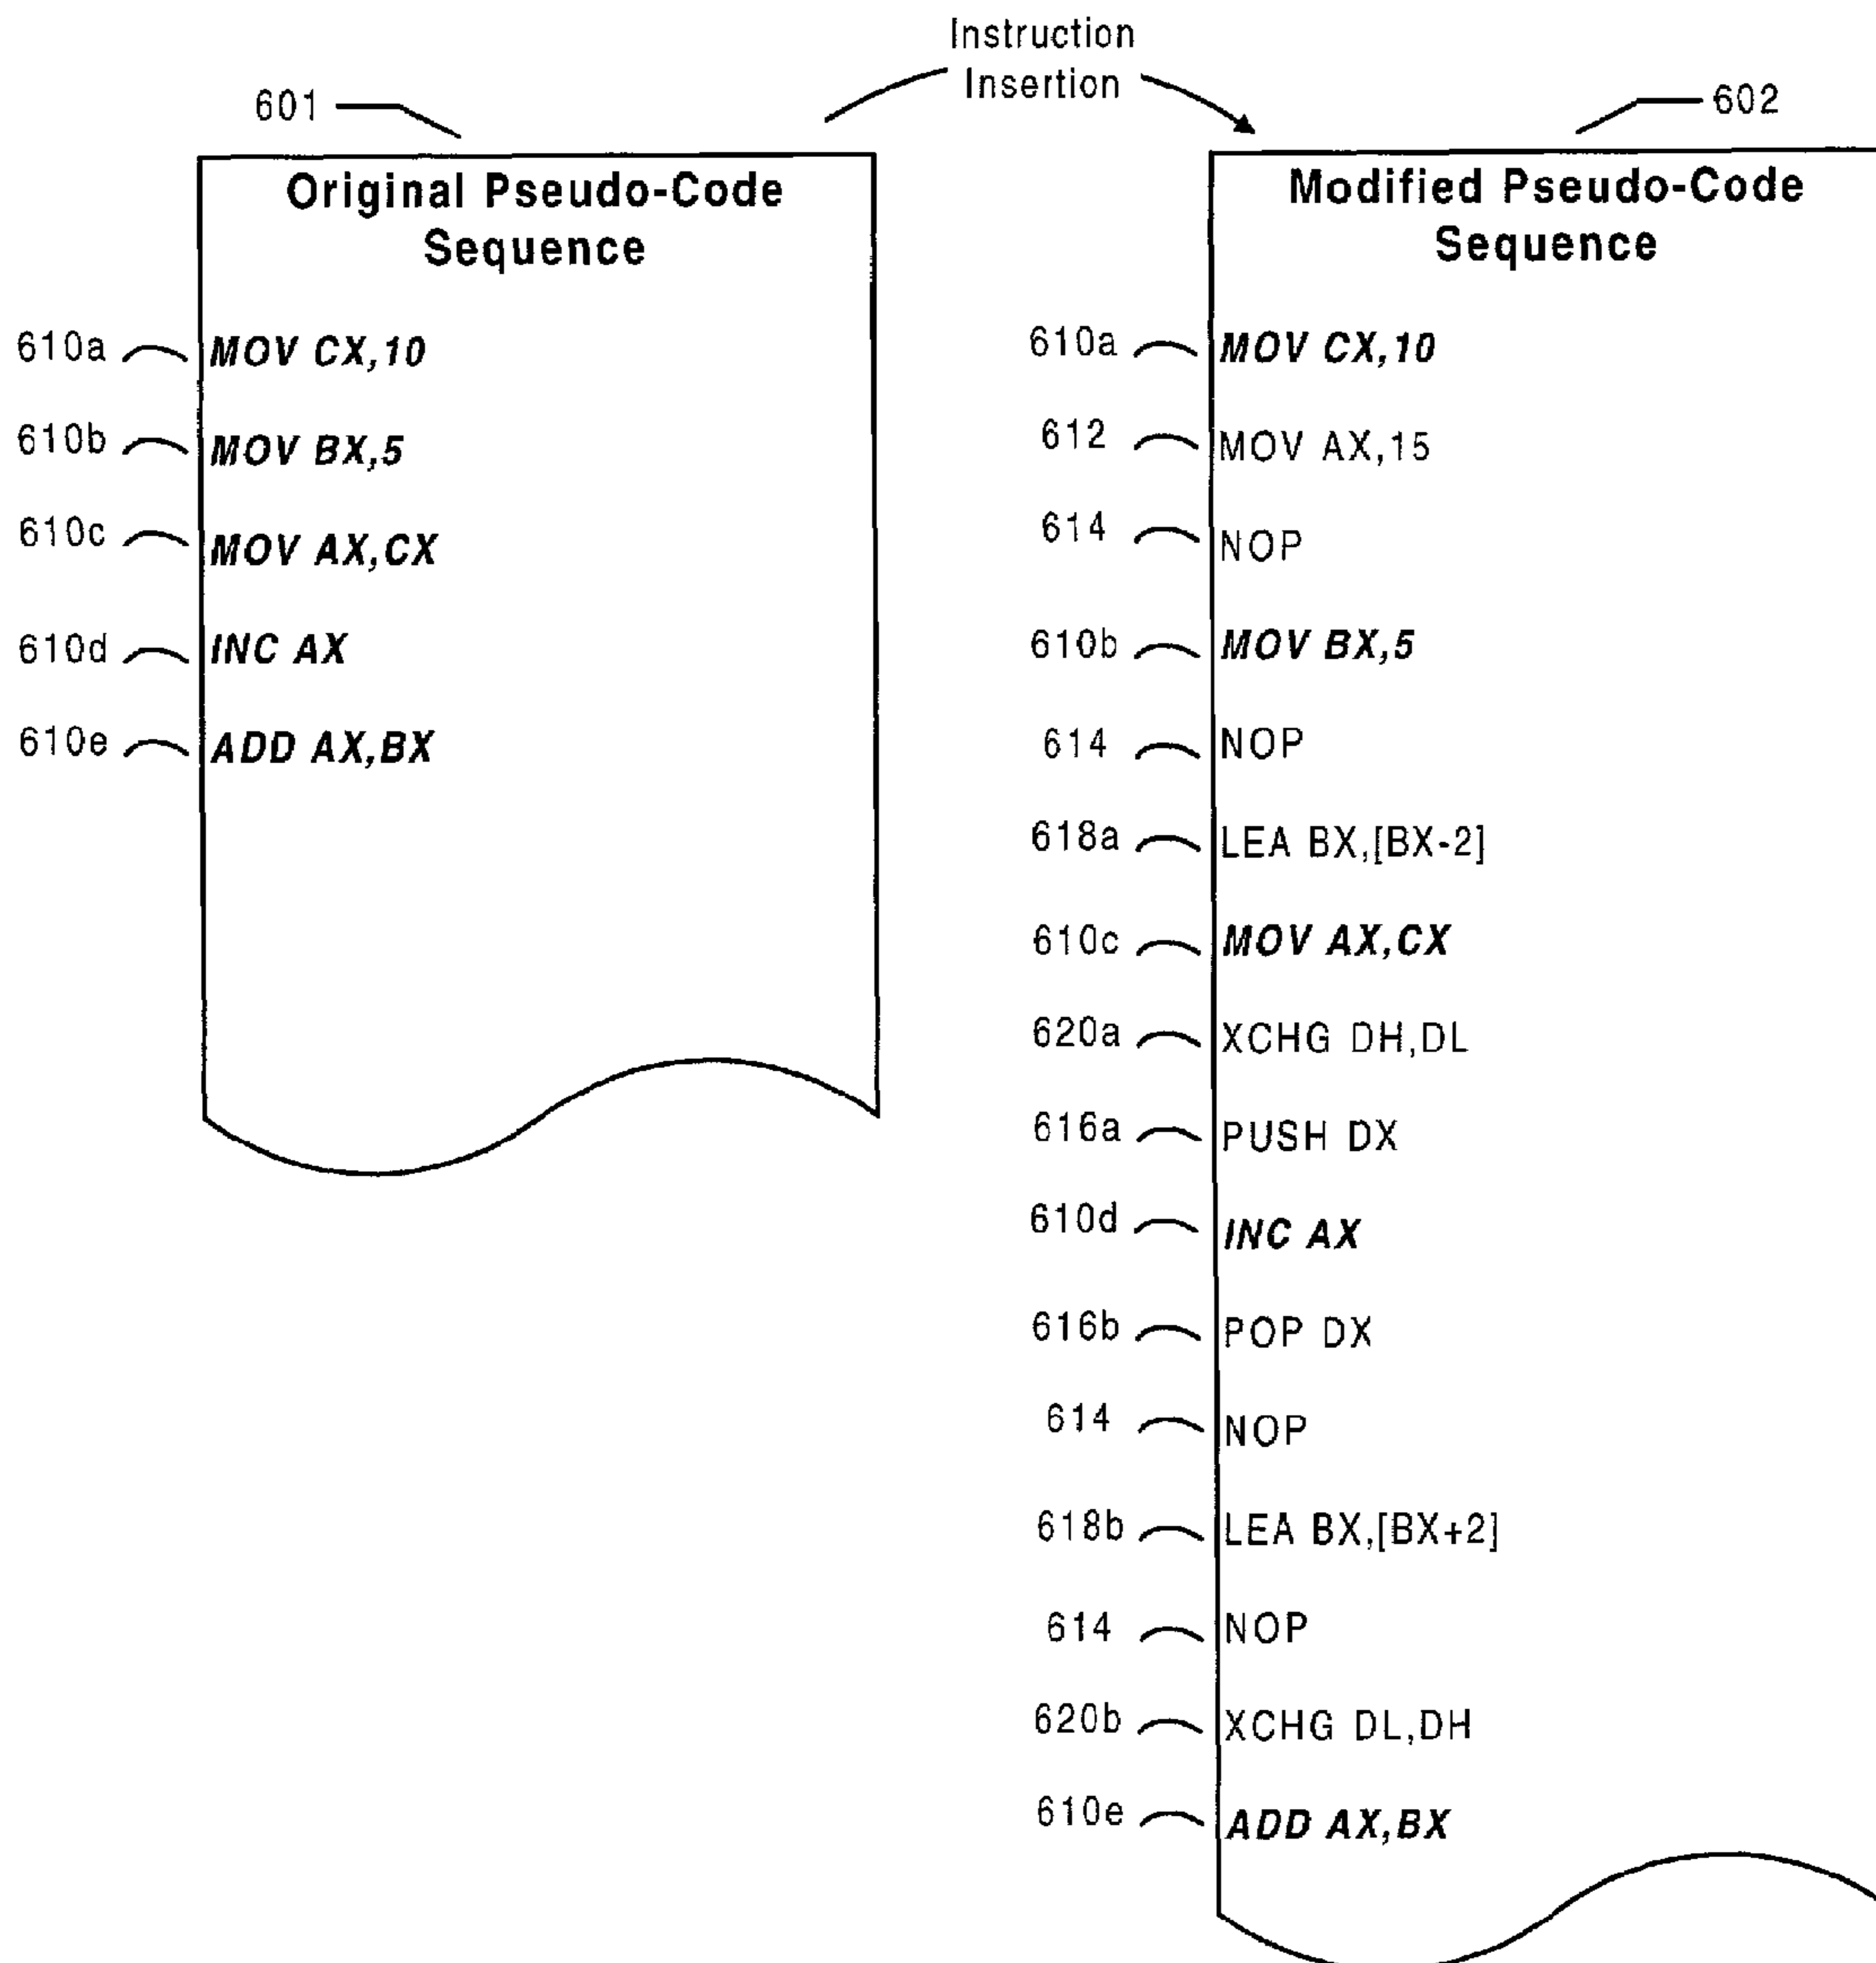 Instruction
Insertion
601
602
Original Pseudo-Code
Sequence
610a MOV CX,10
610b MOV BX,5
610c MOV AX,CX
610d INC AX
610e ADD AX,BX
Modified Pseudo-Code
Sequence
610a MOV CX,10
612 MOV AX,15
614 NOP
610b MOV BX,5
614 NOP
618a LEA BX,[BX-2]
610c MOV AX,CX
620a XCHG DH,DL
616a PUSH DX
610d INC AX
616b POP DX
614 NOP
618b LEA BX,[BX+2]
614 NOP
620b XCHG DL,DH
610e ADD AX,BX